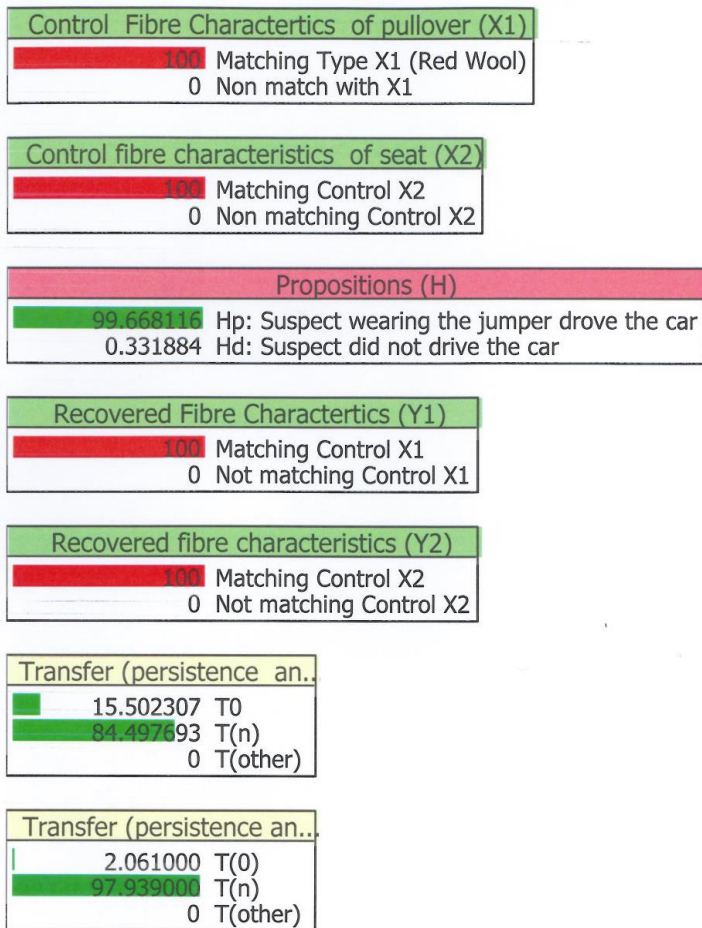 Control Fibre Charactertics of pullover (X1)
100 Matching Type X1 (Red Wool)
0 Non match with X1
Control fibre characteristics of seat (X2)
100 Matching Control X2
0 Non matching Control X2
Propositions (H)
99.668116 Hp: Suspect wearing the jumper drove the car
0.331884 Hd: Suspect did not drive the car
Recovered Fibre Charactertics (Y1)
100 Matching Control X1
0 Not matching Control X1
Recovered fibre characteristics (Y2)
100 Matching Control X2
0 Not matching Control X2
Transfer (persistence an...
15.502307 T0
84.497693 T(n)
0 T(other)
Transfer (persistence an...
2.061000 T(0)
97.939000 T(n)
0 T(other)